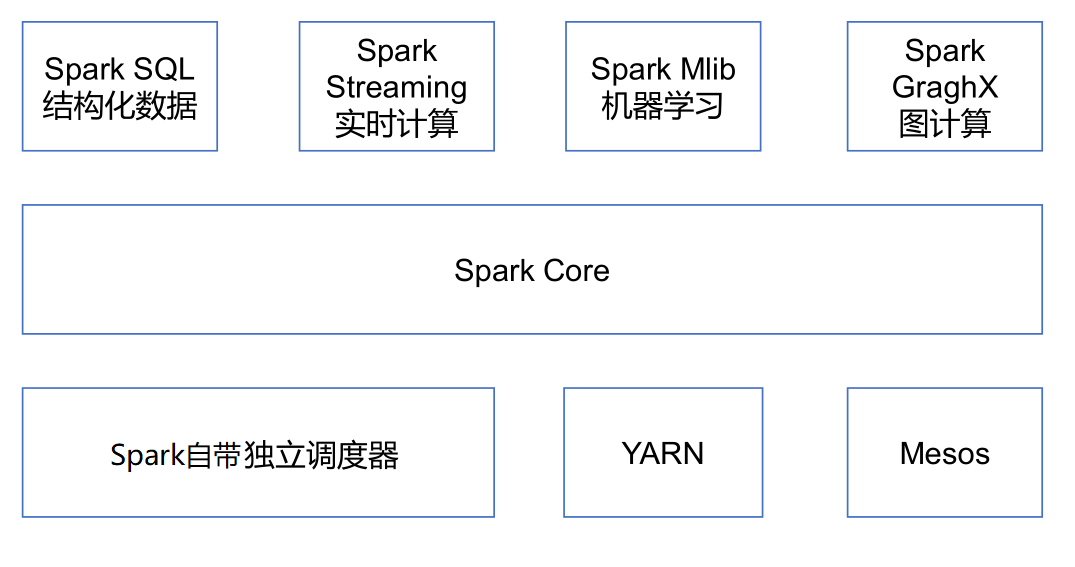 Spark SQL
结构化数据
Spark
Streaming
实时计算
Spark Mlib
机器学习
Spark
GraghX
图计算
Spark Core
Spark自带独立调度器
YARN
Mesos